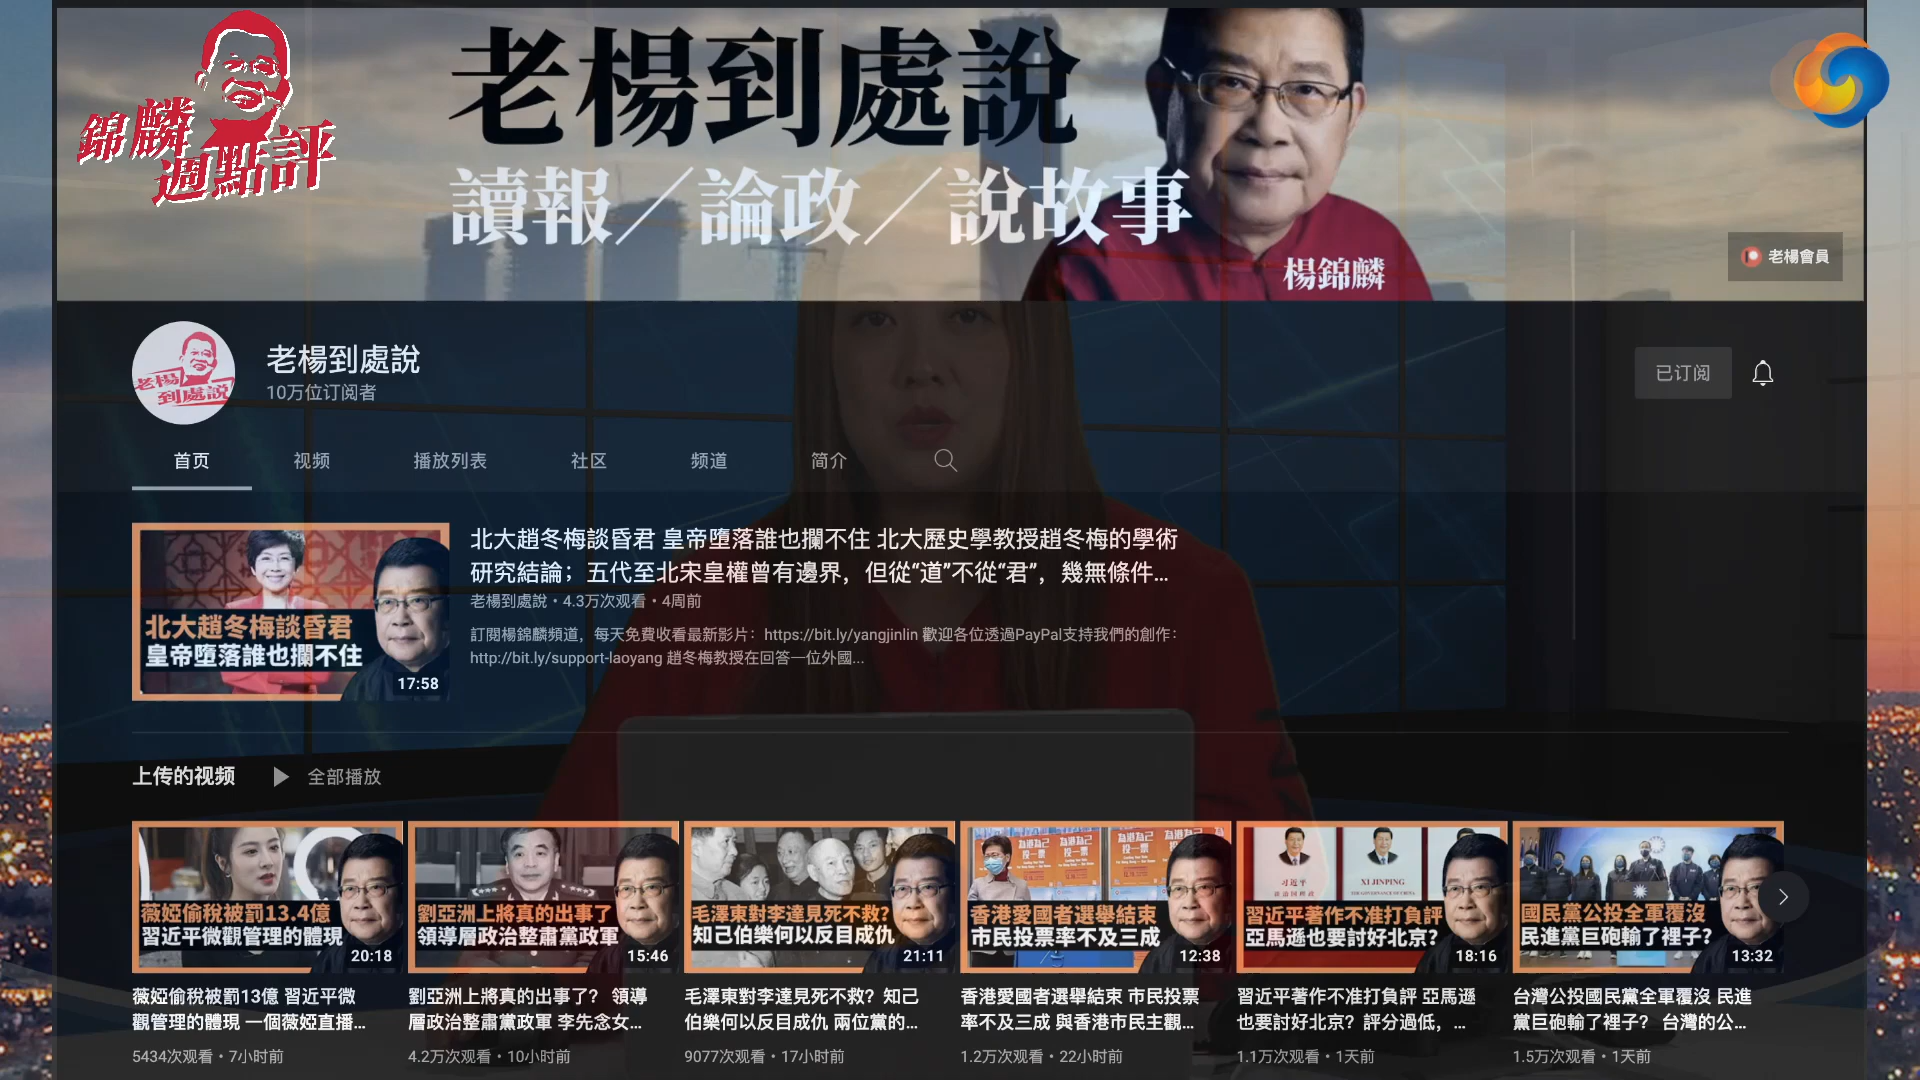 錦麟
週點評
老楊到處說
讀報／論政／說故事
楊錦麟
老楊會員
老楊到處說
老楊到處說
10万位订阅者
已订阅
首页
视频
播放列表
社区
频道
简介
北大趙冬梅談昏君
皇帝墮落誰也攔不住
17:58
北大趙冬梅談昏君 皇帝墮落誰也攔不住 北大歷史學教授趙冬梅的學術
研究結論；五代至北宋皇權曾有邊界，但從“道”不從“君”，幾無條件...
老楊到處說・4.3万次观看・4周前
訂閱楊錦麟頻道，每天免費收看最新影片：https://bit.ly/yangjinlin 歡迎各位透過PayPal支持我們的創作：
http://bit.ly/support-laoyang 趙冬梅教授在回答一位外國...
上传的视频
全部播放
薇婭偷稅被罰13.4億
習近平微觀管理的體現
20:18
劉亞洲上將真的出事了
領導層政治整肅黨政軍
15:46
毛澤東對李達見死不救?
知己伯樂何以反目成仇
21:11
為港為己
投一票
為港為己
投一票
為港為己
香港愛國者選舉結束
市民投票率不及三成
12:38
习近平
XI JINPING
習近平著作不准打負評
亞馬遜也要討好北京?
18:16
國民黨公投全軍覆沒
民進黨巨砲輸了裡子?
13:32
薇婭偷稅被罰13億 習近平微
觀管理的體現 一個薇婭直播...
5434次观看・7小时前
劉亞洲上將真的出事了？ 領導
層政治整肅黨政軍 李先念女...
4.2万次观看・10小时前
毛澤東對李達見死不救？知己
伯樂何以反目成仇 兩位黨的...
9077次观看・17小时前
香港愛國者選舉結束 市民投票
率不及三成 與香港市民主觀...
1.2万次观看・22小时前
習近平著作不准打負評 亞馬遜
也要討好北京？評分過低，...
1.1万次观看・1天前
台灣公投國民黨全軍覆沒 民進
黨巨砲輸了裡子？ 台灣的公...
1.5万次观看・1天前